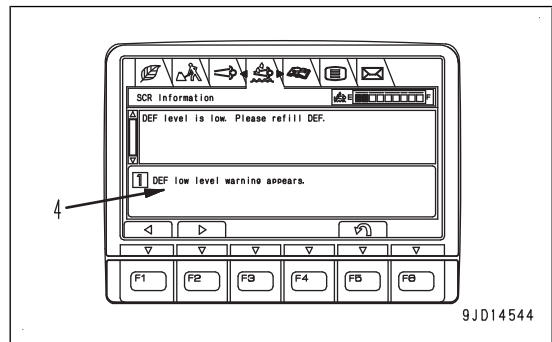 SCR Information
E F
DEF level is low. Please refill DEF.
1 DEF low level warning appears.
4
F1 F2 F3 F4 F5 F6
9JD14544